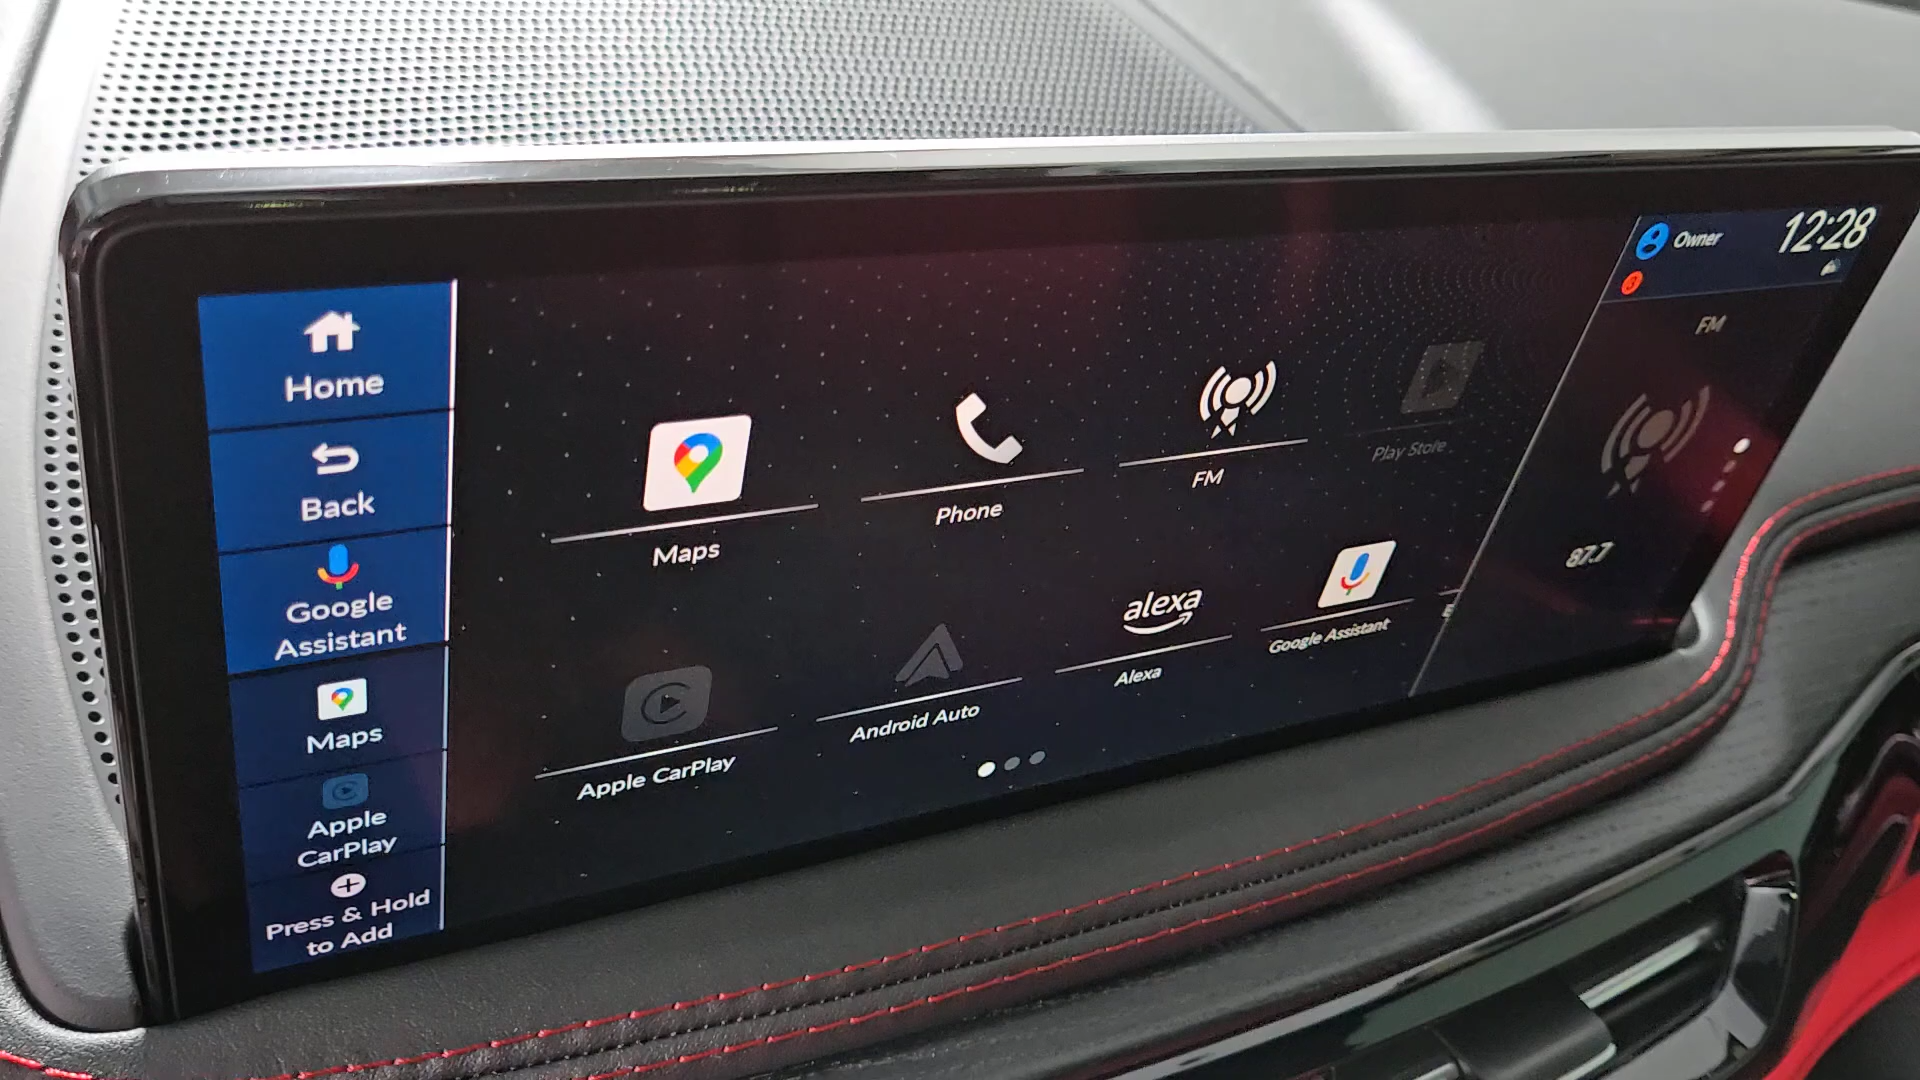 Home
Back
Google
Assistant
Maps
Apple
CarPlay
Press & Hold
to Add
Maps
Phone
FM
Play Store
Apple CarPlay
Android Auto
alexa
Alexa
Google Assistant
Owner
12:28
3
FM
87.7